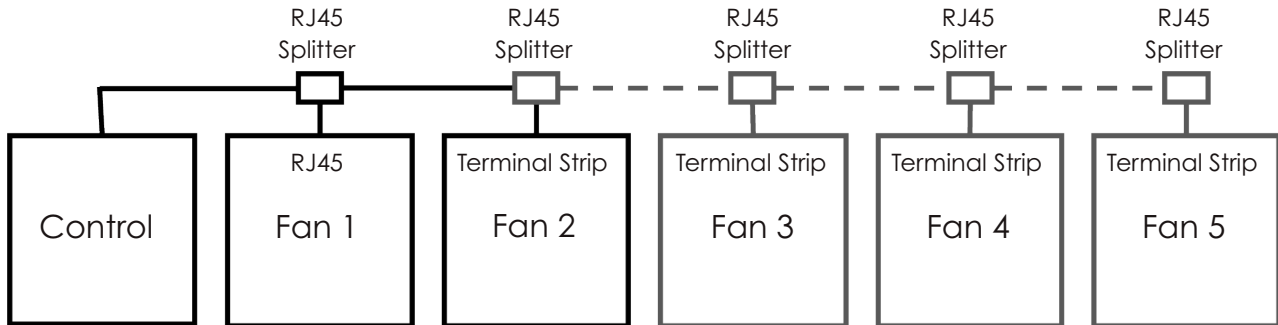 RJ45
Splitter
RJ45
Splitter
RJ45
Splitter
RJ45
Splitter
RJ45
Splitter
Control
RJ45
Fan 1
Terminal Strip
Fan 2
Terminal Strip
Fan 3
Terminal Strip
Fan 4
Terminal Strip
Fan 5